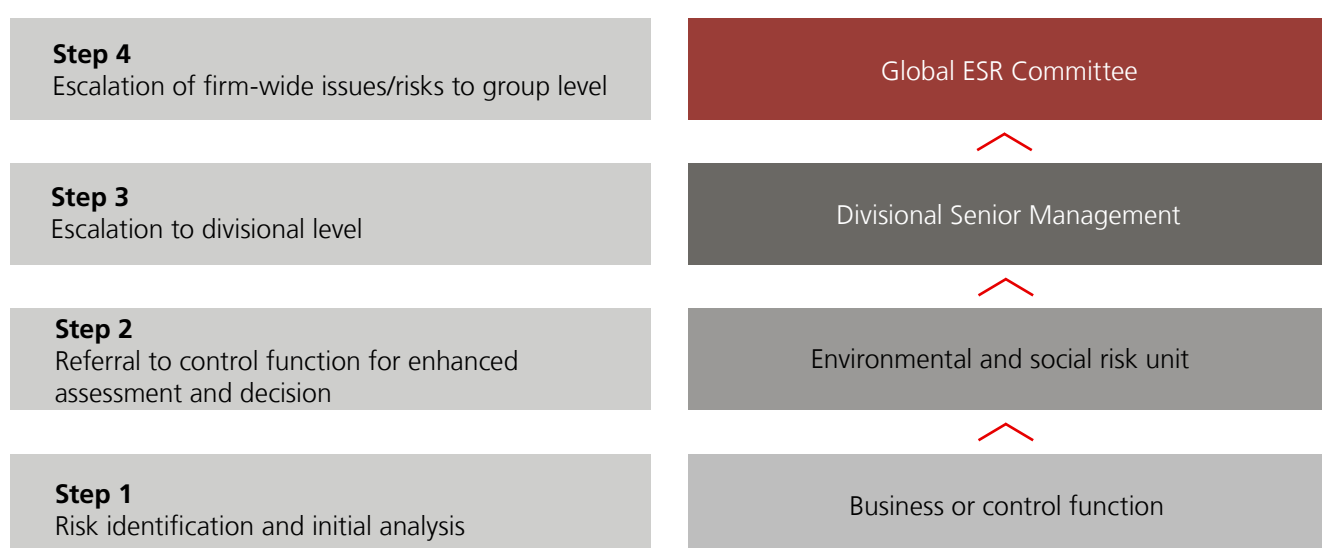 Step 4
Escalation of firm-wide issues/risks to group level
Global ESR Committee
Step 3
Escalation to divisional level
Divisional Senior Management
Step 2
Referral to control function for enhanced
assessment and decision
Environmental and social risk unit
Step 1
Risk identification and initial analysis
Business or control function